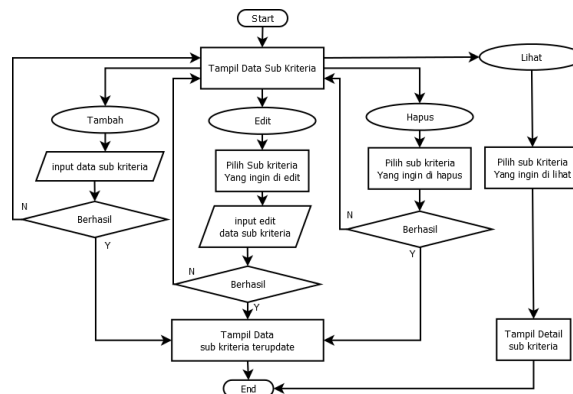 Start
Tampil Data Sub Kriteria
Lihat
Tambah
Edit
Hapus
input data sub kriteria
Pilih Sub kriteria
Yang ingin di edit
Pilih sub kriteria
Yang ingin di hapus
Pilih sub Kriteria
Yang ingin di lihat
N
Berhasil
Y
input edit
data sub kriteria
N
Berhasil
Y
N
Berhasil
Y
Tampil Data
sub kriteria terupdate
Tampil Detail
sub kriteria
End